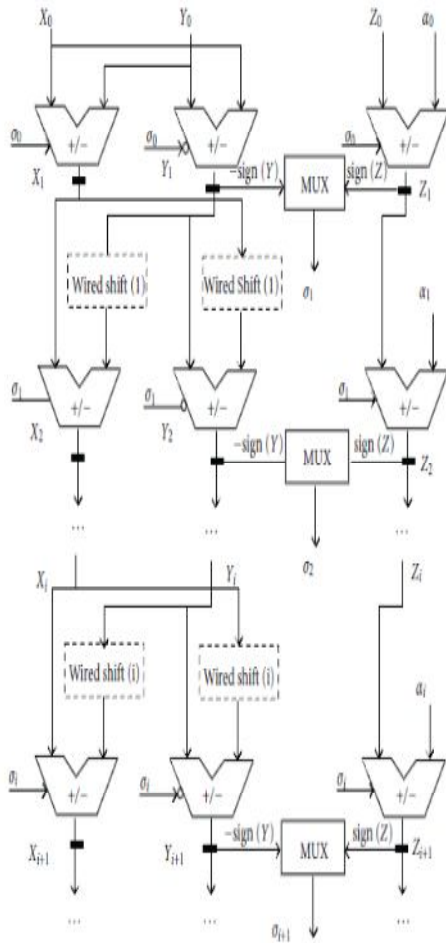 X0 Y0 Z0 α0
σ0 +/− σ0 +/− σ0 +/−
X1 Y1 −sign (Y) MUX sign (Z) Z1
σ1
Wired shift (1) Wired Shift (1) α1
σ1 +/− σ1 +/− σ1 +/−
X2 Y2 −sign (Y) MUX sign (Z) Z2
... ... σ2 ...
Xi Yi Zi
Wired shift (i) Wired shift (i) αi
σi +/− σi +/− σi +/−
Xi+1 Yi+1 −sign (Y) MUX sign (Z) Zi+1
... ... σi+1 ...